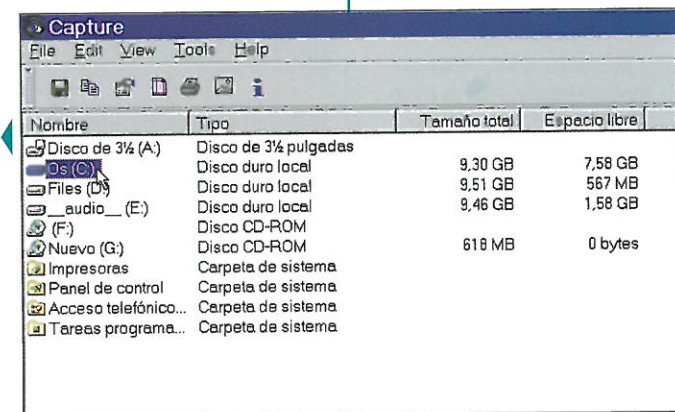 Capture
File Edit View Tools Help
Nombre Tipo Tamaño total Espacio libre
Disco de 3½ (A:) Disco de 3½ pulgadas
Os (C:) Disco duro local 9,30 GB 7,58 GB
Files (D:) Disco duro local 9,51 GB 567 MB
__audio__ (E:) Disco duro local 9,46 GB 1,58 GB
(F:) Disco CD-ROM
Nuevo (G:) Disco CD-ROM 618 MB 0 bytes
Impresoras Carpeta de sistema
Panel de control Carpeta de sistema
Acceso telefónico... Carpeta de sistema
Tareas programa... Carpeta de sistema